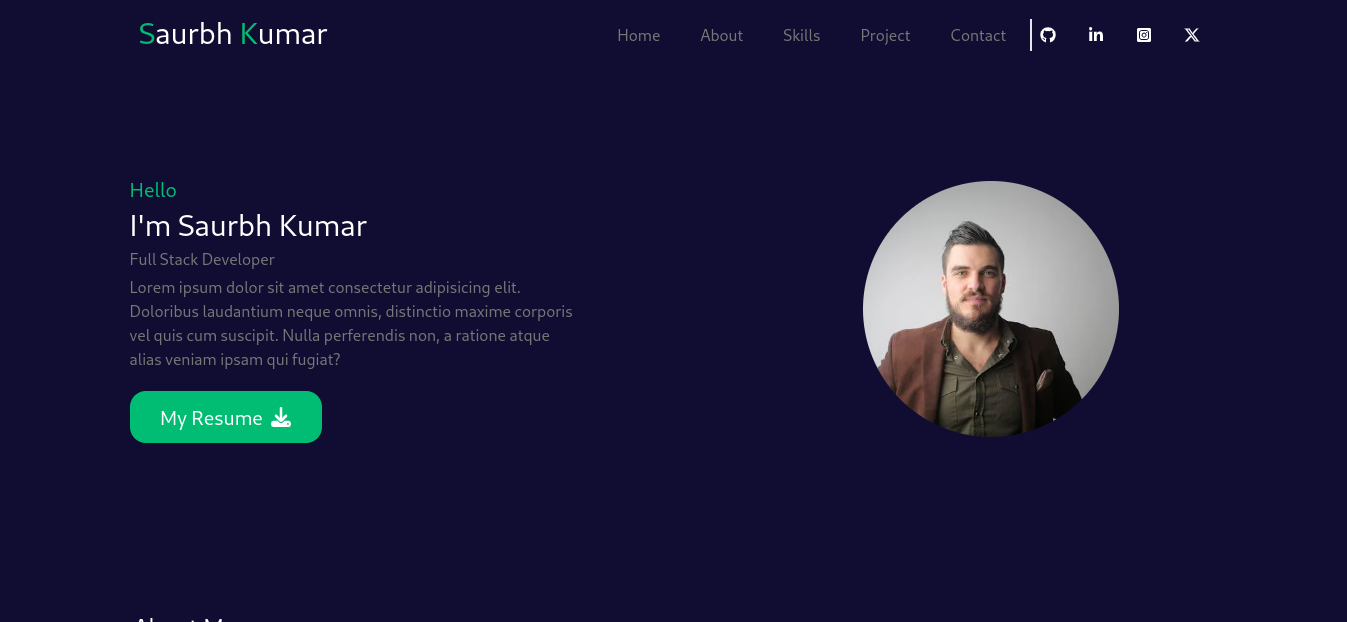 Saurbh Kumar
Home About Skills Project Contact
Hello
I'm Saurbh Kumar
Full Stack Developer
Lorem ipsum dolor sit amet consectetur adipisicing elit.
Doloribus laudantium neque omnis, distinctio maxime corporis
vel quis cum suscipit. Nulla perferendis non, a ratione atque
alias veniam ipsam qui fugiat?
My Resume